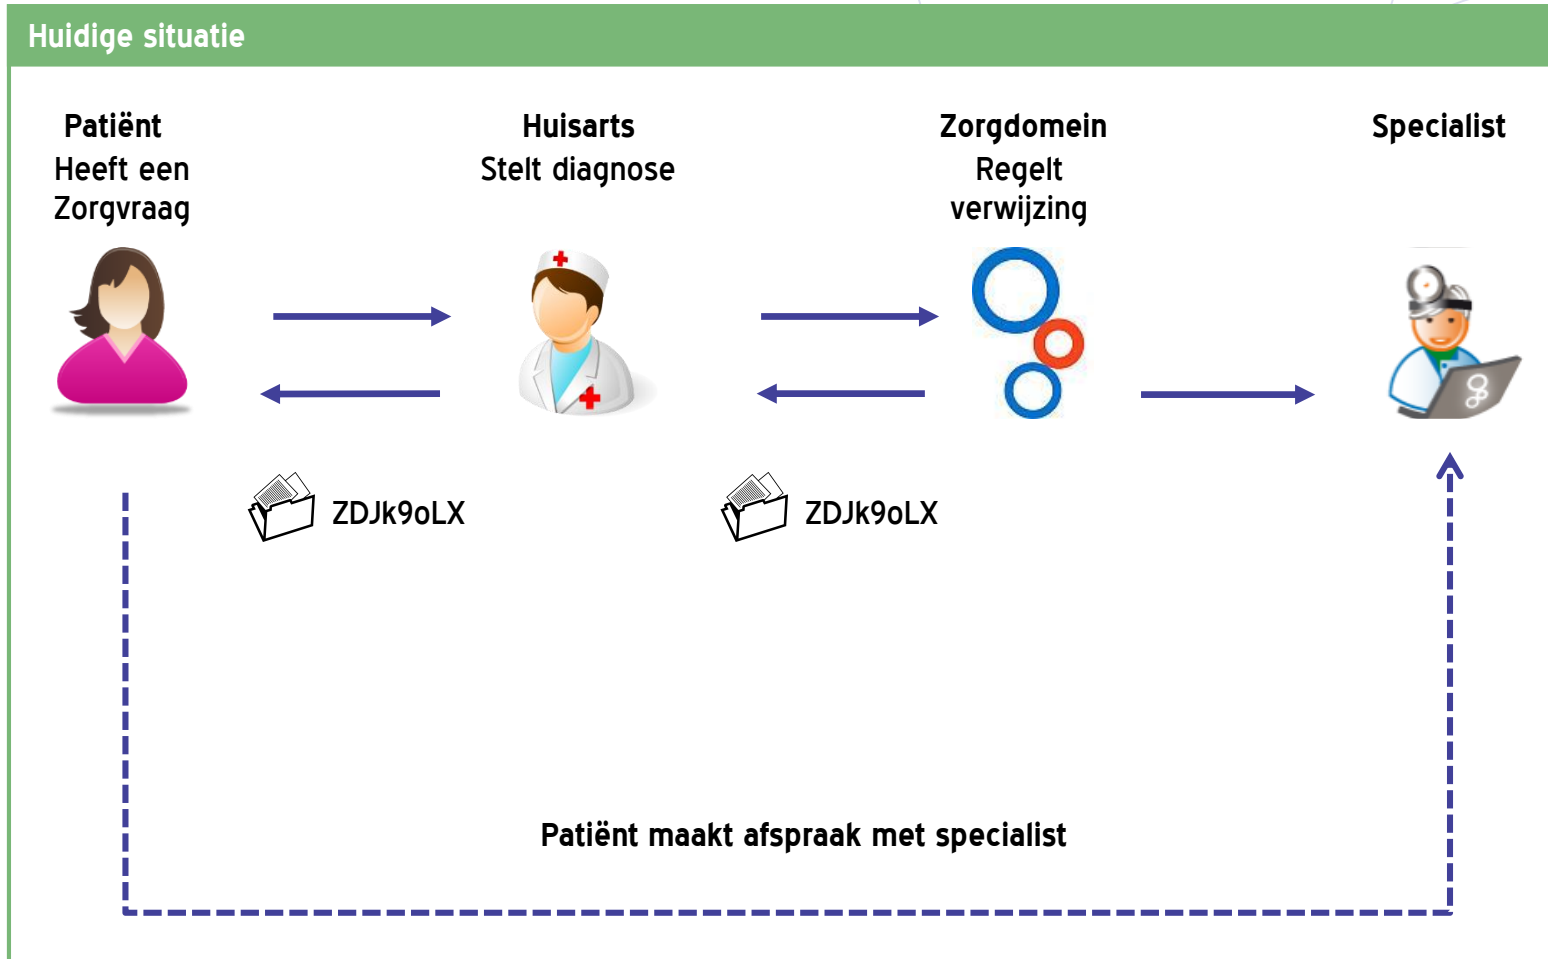 Huidige situatie
Patiënt
Heeft een
Zorgvraag
Huisarts
Stelt diagnose
Zorgdomein
Regelt
verwijzing
Specialist
ZDJk9oLX
ZDJk9oLX
Patiënt maakt afspraak met specialist